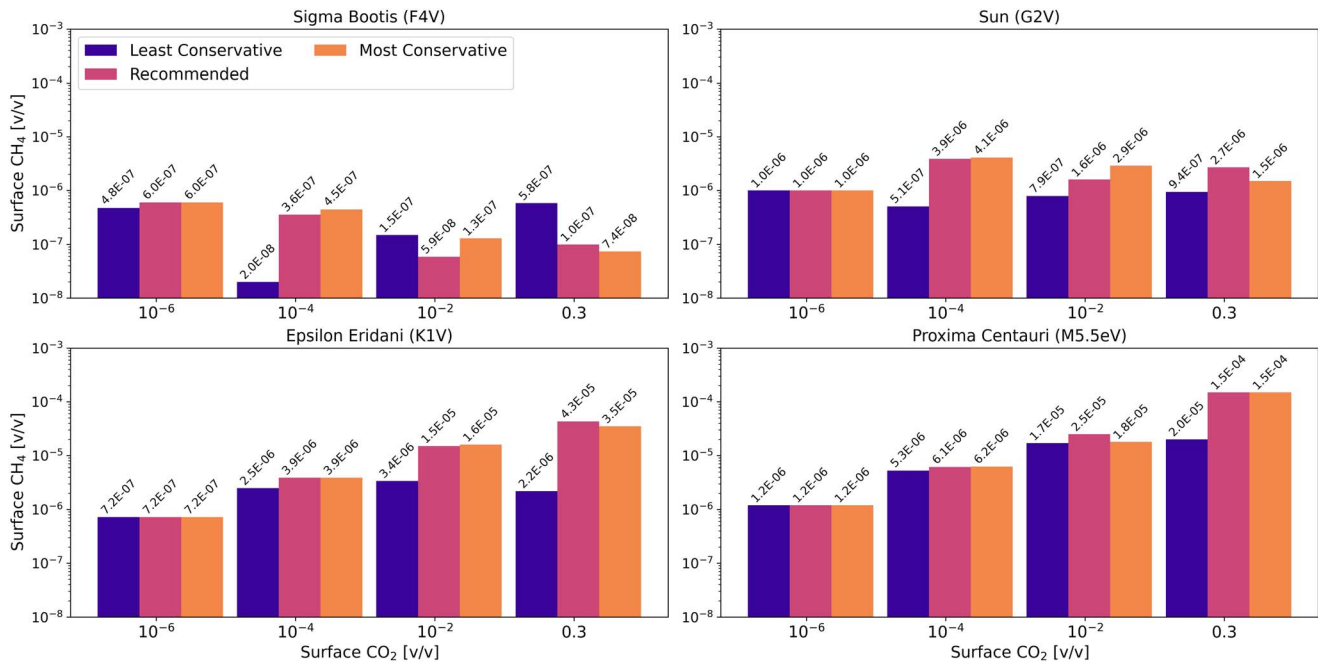 Sigma Bootis (F4V)
Surface CH₄ [v/v]
10⁻³
10⁻⁴
10⁻⁵
10⁻⁶
10⁻⁷
10⁻⁸
Least Conservative
Recommended
Most Conservative
4.8E-07
6.0E-07
6.0E-07
2.0E-08
3.6E-07
4.5E-07
1.5E-07
5.9E-08
1.3E-07
5.8E-07
1.0E-07
7.4E-08
10⁻⁶
10⁻⁴
10⁻²
0.3
Sun (G2V)
10⁻³
10⁻⁴
10⁻⁵
10⁻⁶
10⁻⁷
10⁻⁸
1.0E-06
1.0E-06
1.0E-06
5.1E-07
3.9E-06
4.1E-06
7.9E-07
1.6E-06
2.9E-06
9.4E-07
2.7E-06
1.5E-06
10⁻⁶
10⁻⁴
10⁻²
0.3
Epsilon Eridani (K1V)
Surface CH₄ [v/v]
10⁻³
10⁻⁴
10⁻⁵
10⁻⁶
10⁻⁷
10⁻⁸
7.2E-07
7.2E-07
7.2E-07
2.5E-06
3.9E-06
3.9E-06
3.4E-06
1.5E-05
1.6E-05
2.2E-06
4.3E-05
3.5E-05
10⁻⁶
10⁻⁴
10⁻²
0.3
Surface CO₂ [v/v]
Proxima Centauri (M5.5eV)
10⁻³
10⁻⁴
10⁻⁵
10⁻⁶
10⁻⁷
10⁻⁸
1.2E-06
1.2E-06
1.2E-06
5.3E-06
6.1E-06
6.2E-06
1.7E-05
2.5E-05
1.8E-05
2.0E-05
1.5E-04
1.5E-04
10⁻⁶
10⁻⁴
10⁻²
0.3
Surface CO₂ [v/v]